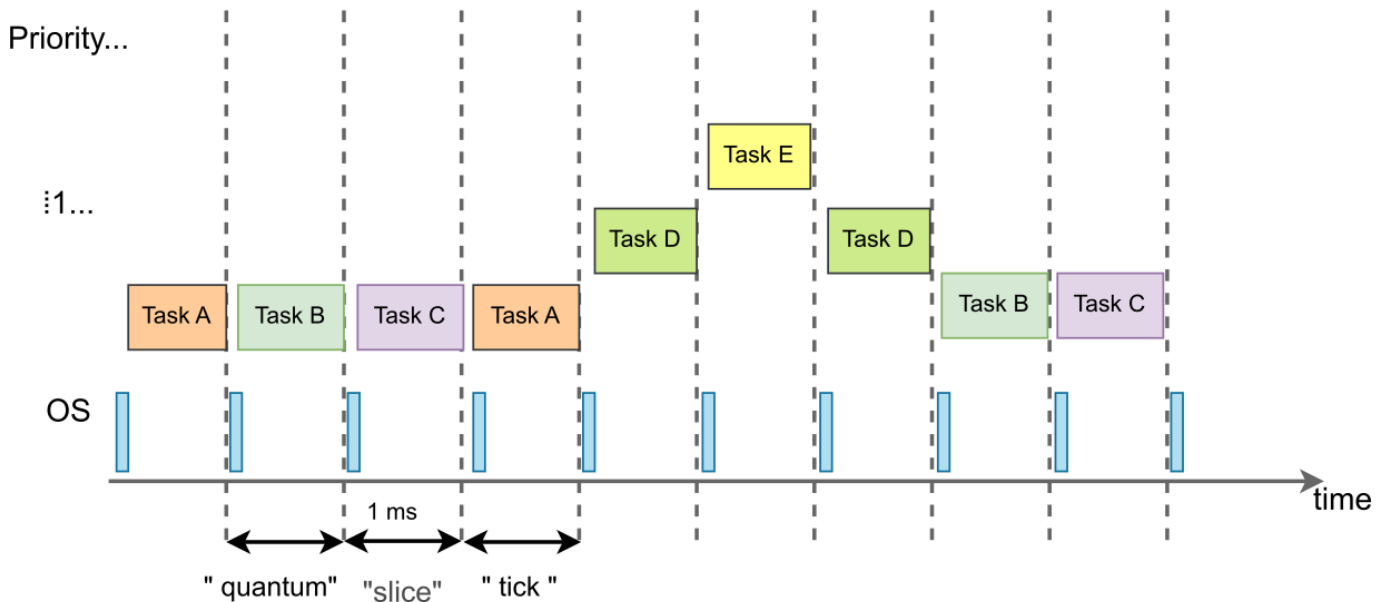 Priority...
Task E
⁞1...
Task D
Task D
Task A
Task B
Task C
Task A
Task B
Task C
OS
time
1 ms
" quantum"
"slice"
" tick "